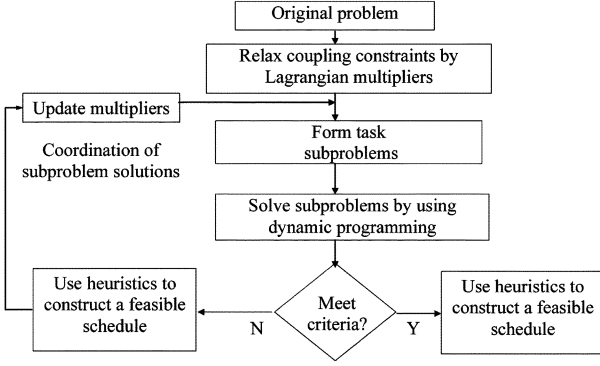 Original problem
Relax coupling constraints by
Lagrangian multipliers
Update multipliers
Form task
subproblems
Coordination of
subproblem solutions
Solve subproblems by using
dynamic programming
Meet
criteria?
N
Y
Use heuristics to
construct a feasible
schedule
Use heuristics to
construct a feasible
schedule